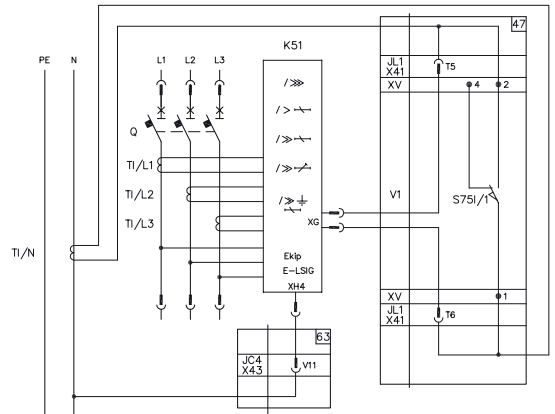 47
K51
PE N L1 L2 L3
JL1 T5
X41
XV 4 2
Q
TI/L1
TI/L2
V1 S75I/1
TI/L3 XG
TI/N
Ekip
E-LSIG
XH4
XV 1
JL1 T6
X41
63
JC4 V11
X43